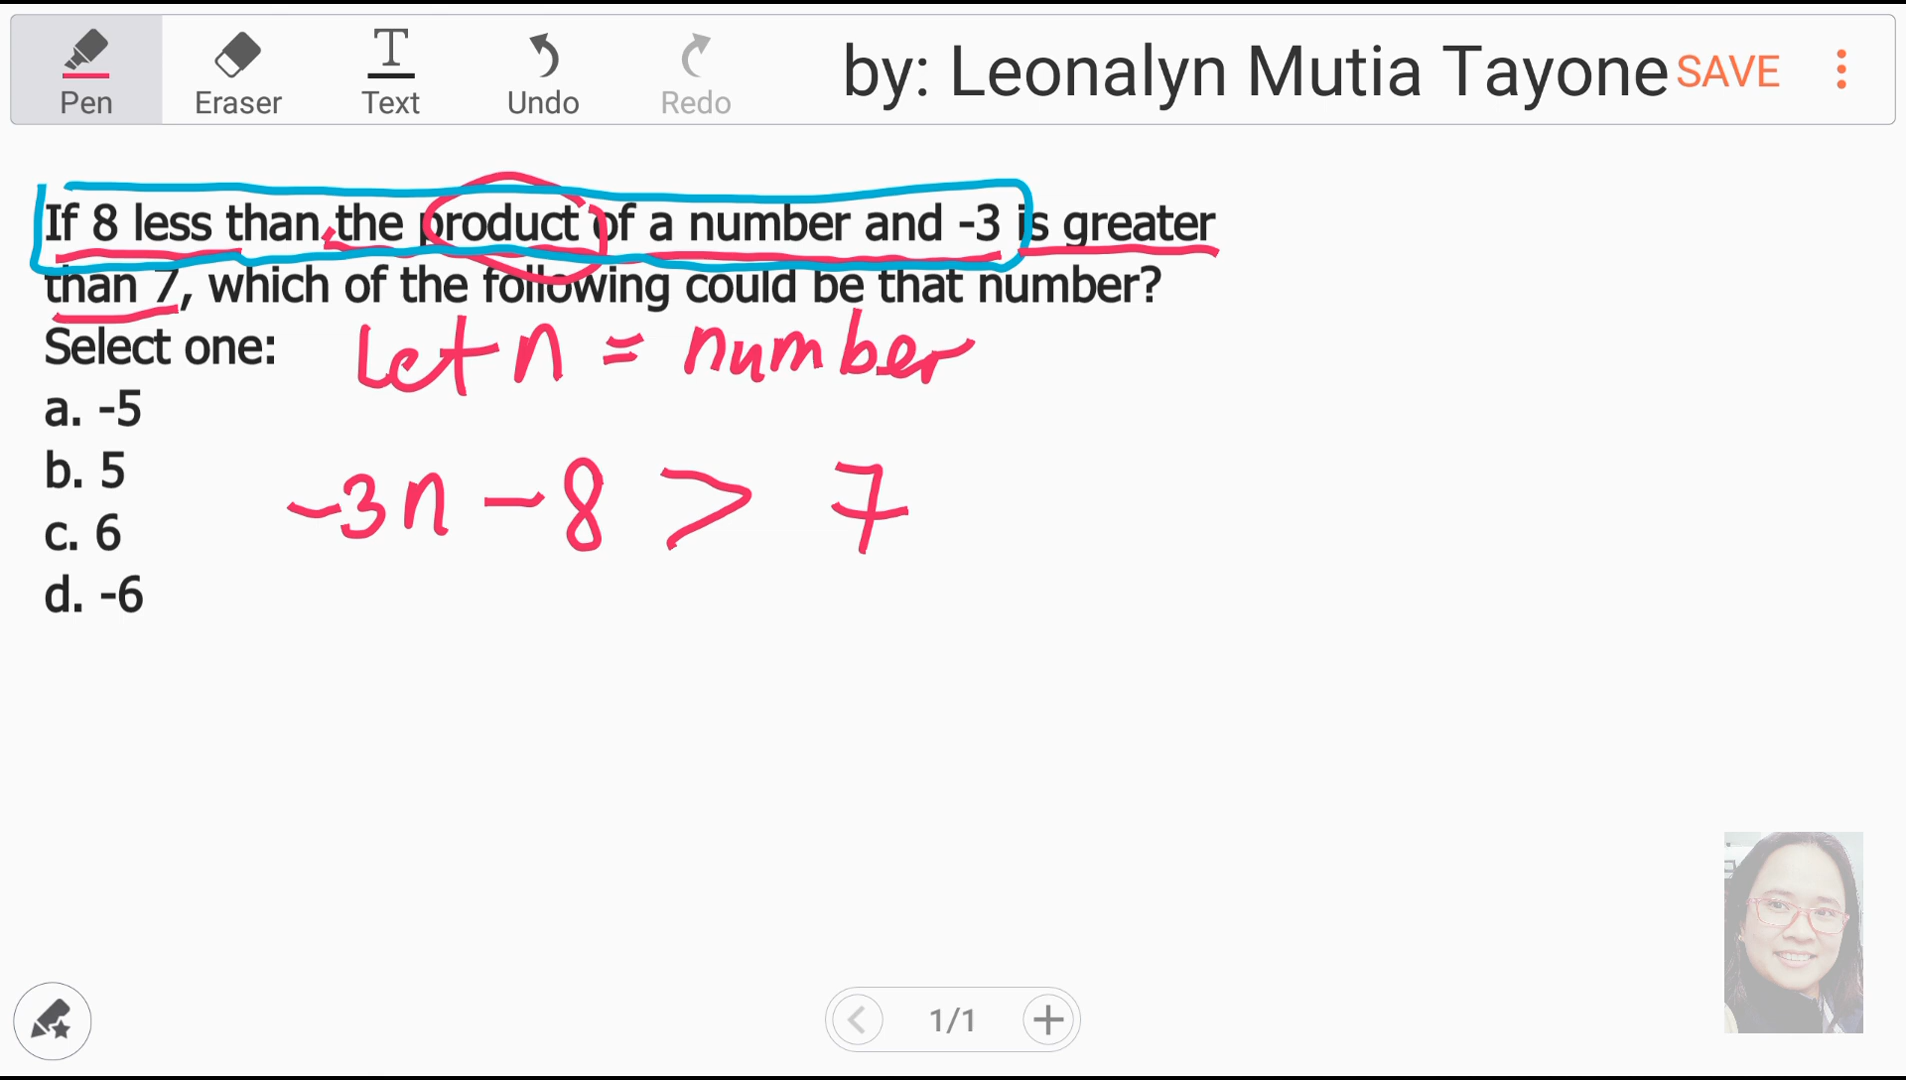 Pen
Eraser
T
Text
Undo
Redo
by: Leonalyn Mutia Tayone
SAVE
If 8 less than the product of a number and -3 is greater
than 7, which of the following could be that number?
Select one:
let n = number
a. -5
b. 5
-3n - 8 > 7
c. 6
d. -6
1/1